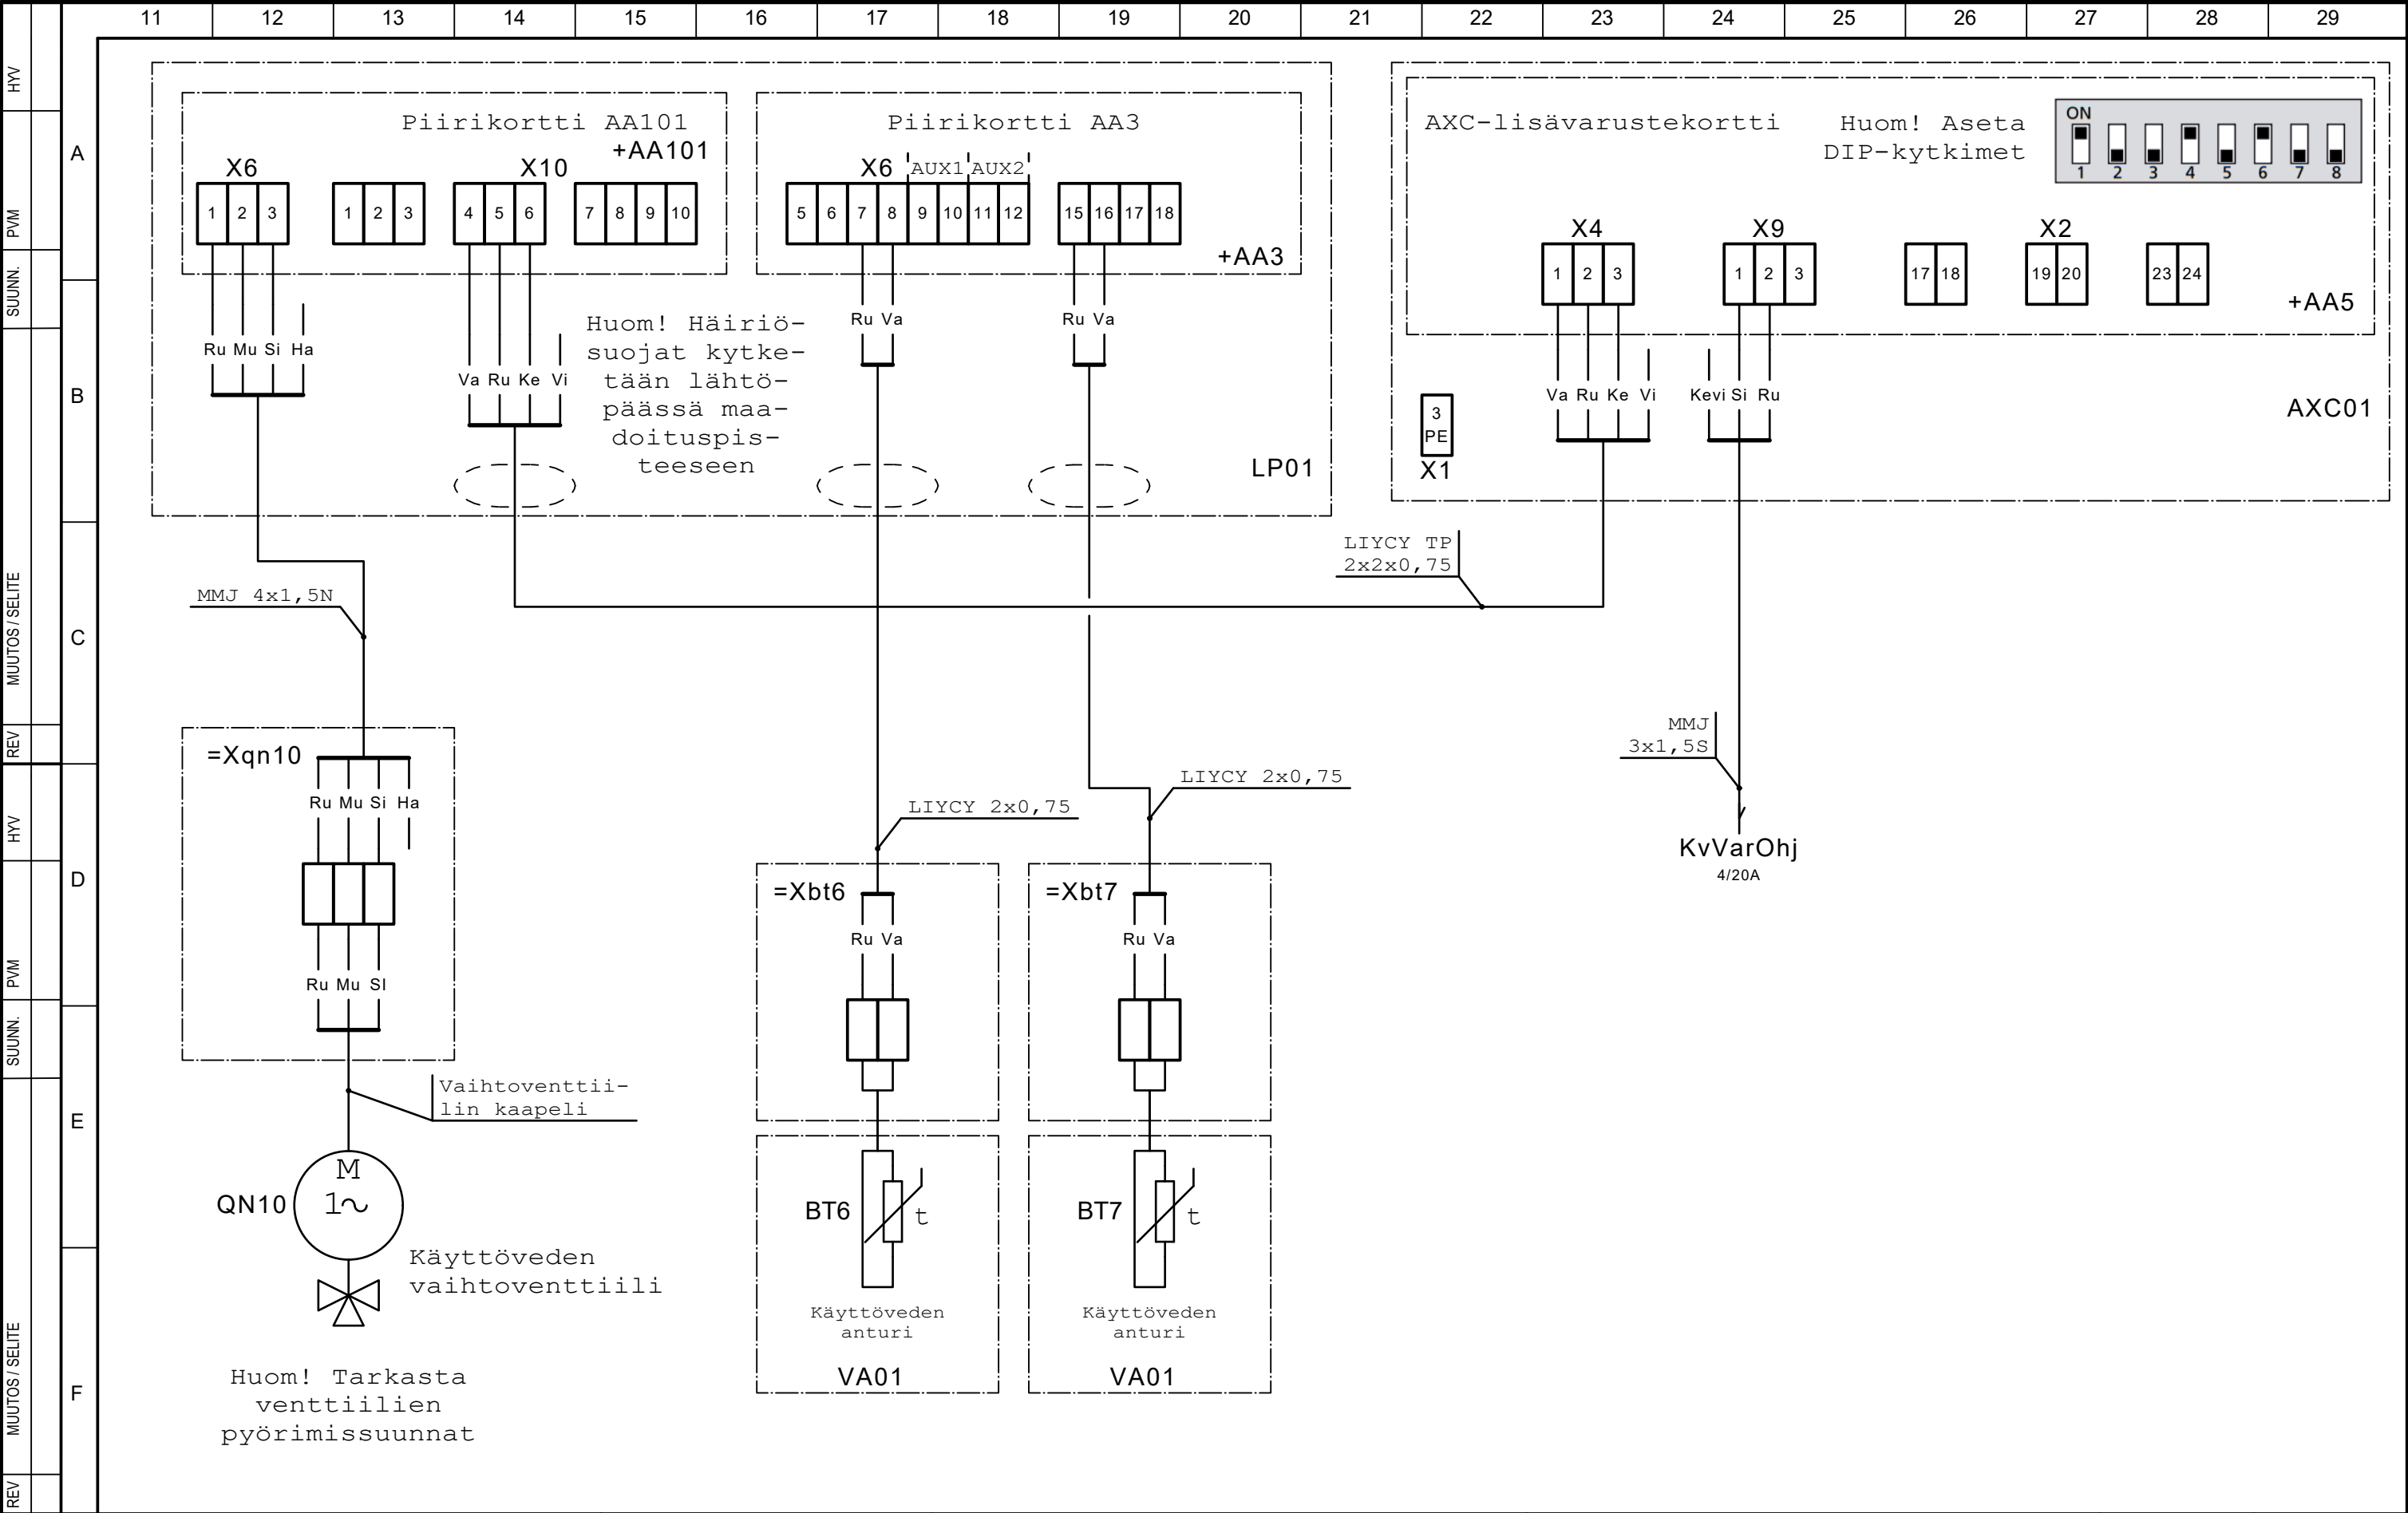 11 12 13 14 15 16 17 18 19 20 21 22 23 24 25 26 27 28 29
HYV
PVM
SUUNN.
MUUTOS / SELITE
REV
HYV
PVM
SUUNN.
MUUTOS / SELITE
REV
A
B
C
D
E
F
Piirikortti AA101
+AA101
X6
X10
1 2 3
1 2 3
4 5 6
7 8 9 10
Ru Mu Si Ha
Va Ru Ke Vi
Huom! Häiriö-
suojat kytke-
tään lähtö-
päässä maa-
doituspis-
teeseen
Piirikortti AA3
X6 AUX1 AUX2
5 6 7 8 9 10 11 12
15 16 17 18
+AA3
Ru Va
Ru Va
LP01
AXC-lisävarustekortti
Huom! Aseta
DIP-kytkimet
ON
1 2 3 4 5 6 7 8
X4
X9
X2
1 2 3
1 2 3
17 18
19 20
23 24
+AA5
Va Ru Ke Vi
Kevi Si Ru
3
PE
X1
AXC01
MMJ 4x1,5N
LIYCY TP
2x2x0,75
MMJ
3x1,5S
KvVarOhj
4/20A
=Xqn10
Ru Mu Si Ha
Ru Mu SI
Vaihtoventtii-
lin kaapeli
M
1~
QN10
Käyttöveden
vaihtoventtiili
Huom! Tarkasta
venttiilien
pyörimissuunnat
LIYCY 2x0,75
=Xbt6
Ru Va
BT6
t
Käyttöveden
anturi
VA01
LIYCY 2x0,75
=Xbt7
Ru Va
BT7
t
Käyttöveden
anturi
VA01